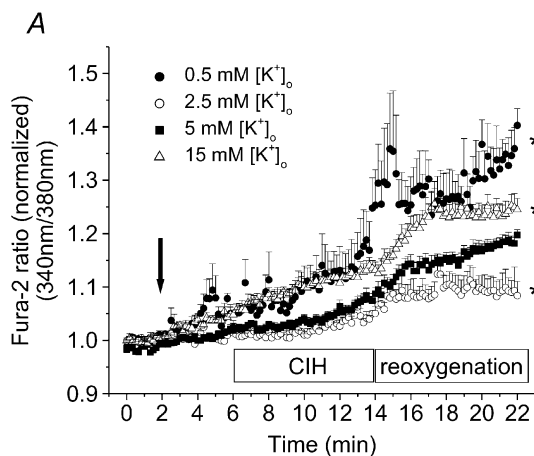 A
1.5
1.4
1.3
1.2
1.1
1.0
0.9
Fura-2 ratio (normalized)
(340nm/380nm)
0.5 mM [K⁺]ₒ
2.5 mM [K⁺]ₒ
5 mM [K⁺]ₒ
15 mM [K⁺]ₒ
*
*
*
CIH
reoxygenation
0 2 4 6 8 10 12 14 16 18 20 22
Time (min)